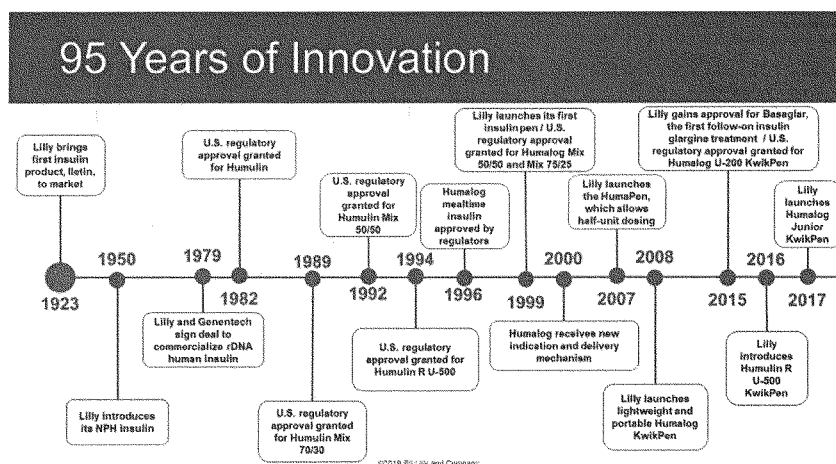 95 Years of Innovation
Lilly brings
first insulin
product, Iletin,
to market
U.S. regulatory
approval granted
for Humulin
U.S. regulatory
approval
granted for
Humulin Mix
50/50
Humalog
mealtime
insulin
approved by
regulators
Lilly launches its first
insulin pen / U.S.
regulatory approval
granted for Humalog Mix
50/50 and Mix 75/25
Lilly launches
the HumaPen,
which allows
half-unit dosing
Lilly gains approval for Basaglar,
the first follow-on insulin
glargine treatment / U.S.
regulatory approval granted for
Humalog U-200 KwikPen
Lilly
launches
Humalog
Junior
KwikPen
1950
1979
1989
1994
2000
2008
2016
1923
1982
1992
1996
1999
2007
2015
2017
Lilly introduces
its NPH insulin
Lilly and Genentech
sign deal to
commercialize rDNA
human insulin
U.S. regulatory
approval granted
for Humulin Mix
70/30
U.S. regulatory
approval granted for
Humulin R U-500
Humalog receives new
indication and delivery
mechanism
Lilly launches
lightweight and
portable Humalog
KwikPen
Lilly
introduces
Humulin R
U-500
KwikPen
©2019 Eli Lilly and Company